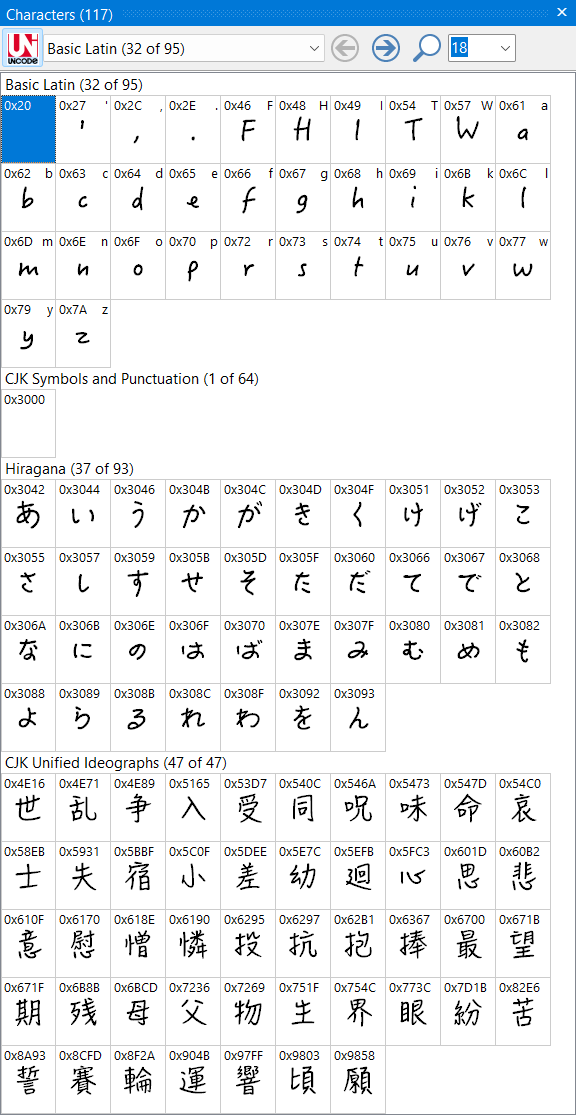 Characters (117)
UNiCODE Basic Latin (32 of 95) 18
Basic Latin (32 of 95)
0x20 0x27 ' 0x2C , 0x2E . 0x46 F 0x48 H 0x49 I 0x54 T 0x57 W 0x61 a
' , . F H I T W a
0x62 b 0x63 c 0x64 d 0x65 e 0x66 f 0x67 g 0x68 h 0x69 i 0x6B k 0x6C l
b c d e f g h i k l
0x6D m 0x6E n 0x6F o 0x70 p 0x72 r 0x73 s 0x74 t 0x75 u 0x76 v 0x77 w
m n o p r s t u v w
0x79 y 0x7A z
y z
CJK Symbols and Punctuation (1 of 64)
0x3000
Hiragana (37 of 93)
0x3042 0x3044 0x3046 0x304B 0x304C 0x304D 0x304F 0x3051 0x3052 0x3053
あ い う か が き く け げ こ
0x3055 0x3057 0x3059 0x305B 0x305D 0x305F 0x3060 0x3066 0x3067 0x3068
さ し す せ そ た だ て で と
0x306A 0x306B 0x306E 0x306F 0x3070 0x307E 0x307F 0x3080 0x3081 0x3082
な に の は ば ま み む め も
0x3088 0x3089 0x308B 0x308C 0x308F 0x3092 0x3093
よ ら る れ わ を ん
CJK Unified Ideographs (47 of 47)
0x4E16 0x4E71 0x4E89 0x5165 0x53D7 0x540C 0x546A 0x5473 0x547D 0x54C0
世 乱 争 入 受 同 呪 味 命 哀
0x58EB 0x5931 0x5BBF 0x5C0F 0x5DEE 0x5E7C 0x5EFB 0x5FC3 0x601D 0x60B2
士 失 宿 小 差 幼 廻 心 思 悲
0x610F 0x6170 0x618E 0x6190 0x6295 0x6297 0x62B1 0x6367 0x6700 0x671B
意 慰 憎 憐 投 抗 抱 捧 最 望
0x671F 0x6B8B 0x6BCD 0x7236 0x7269 0x751F 0x754C 0x773C 0x7D1B 0x82E6
期 残 母 父 物 生 界 眼 紛 苦
0x8A93 0x8CFD 0x8F2A 0x904B 0x97FF 0x9803 0x9858
誓 賽 輪 運 響 頃 願